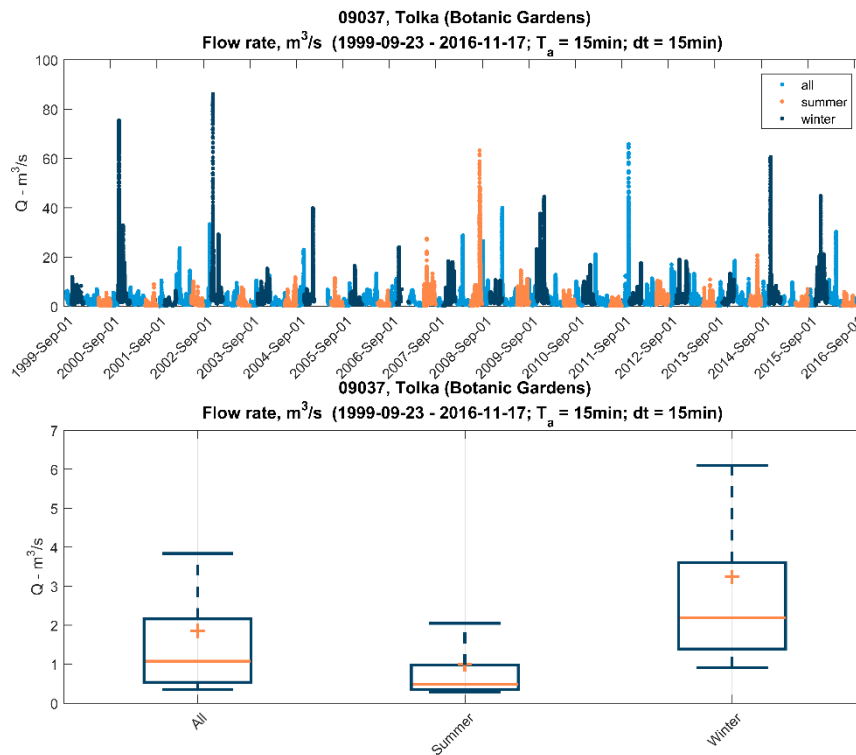 09037, Tolka (Botanic Gardens)
Flow rate, m³/s (1999-09-23 - 2016-11-17; Tₐ = 15min; dt = 15min)
100
80
60
40
20
0
Q - m³/s
all
summer
winter
1999-Sep-01
2000-Sep-01
2001-Sep-01
2002-Sep-01
2003-Sep-01
2004-Sep-01
2005-Sep-01
2006-Sep-01
2007-Sep-01
2008-Sep-01
2009-Sep-01
2010-Sep-01
2011-Sep-01
2012-Sep-01
2013-Sep-01
2014-Sep-01
2015-Sep-01
2016-Sep-01
09037, Tolka (Botanic Gardens)
Flow rate, m³/s (1999-09-23 - 2016-11-17; Tₐ = 15min; dt = 15min)
7
6
5
4
3
2
1
0
Q - m³/s
All
Summer
Winter